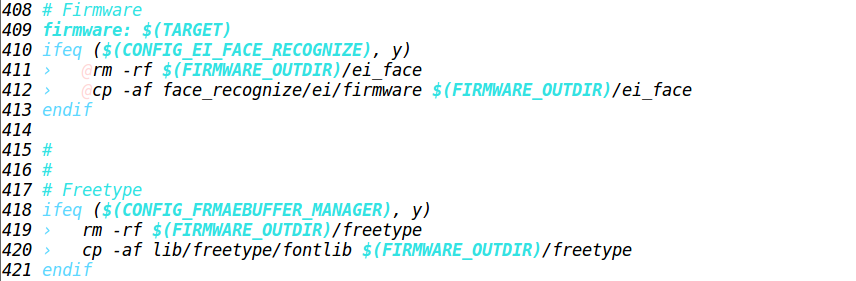 408 # Firmware
409 firmware: $(TARGET)
410 ifeq ($(CONFIG_EI_FACE_RECOGNIZE), y)
411 ›   @rm -rf $(FIRMWARE_OUTDIR)/ei_face
412 ›   @cp -af face_recognize/ei/firmware $(FIRMWARE_OUTDIR)/ei_face
413 endif
414
415 #
416 #
417 # Freetype
418 ifeq ($(CONFIG_FRMAEBUFFER_MANAGER), y)
419 ›   rm -rf $(FIRMWARE_OUTDIR)/freetype
420 ›   cp -af lib/freetype/fontlib $(FIRMWARE_OUTDIR)/freetype
421 endif